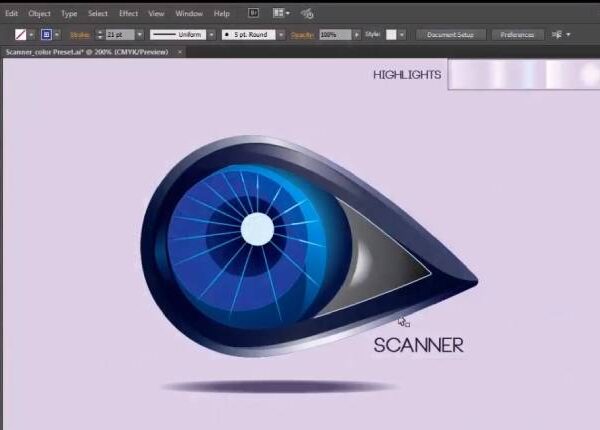 Edit Object Type Select Effect View Window Help Br
Stroke: 21 pt Uniform 5 pt. Round Opacity: 100% Style: Document Setup Preferences
Scanner_color Preset.ai* @ 200% (CMYK/Preview) ×
HIGHLIGHTS
SCANNER